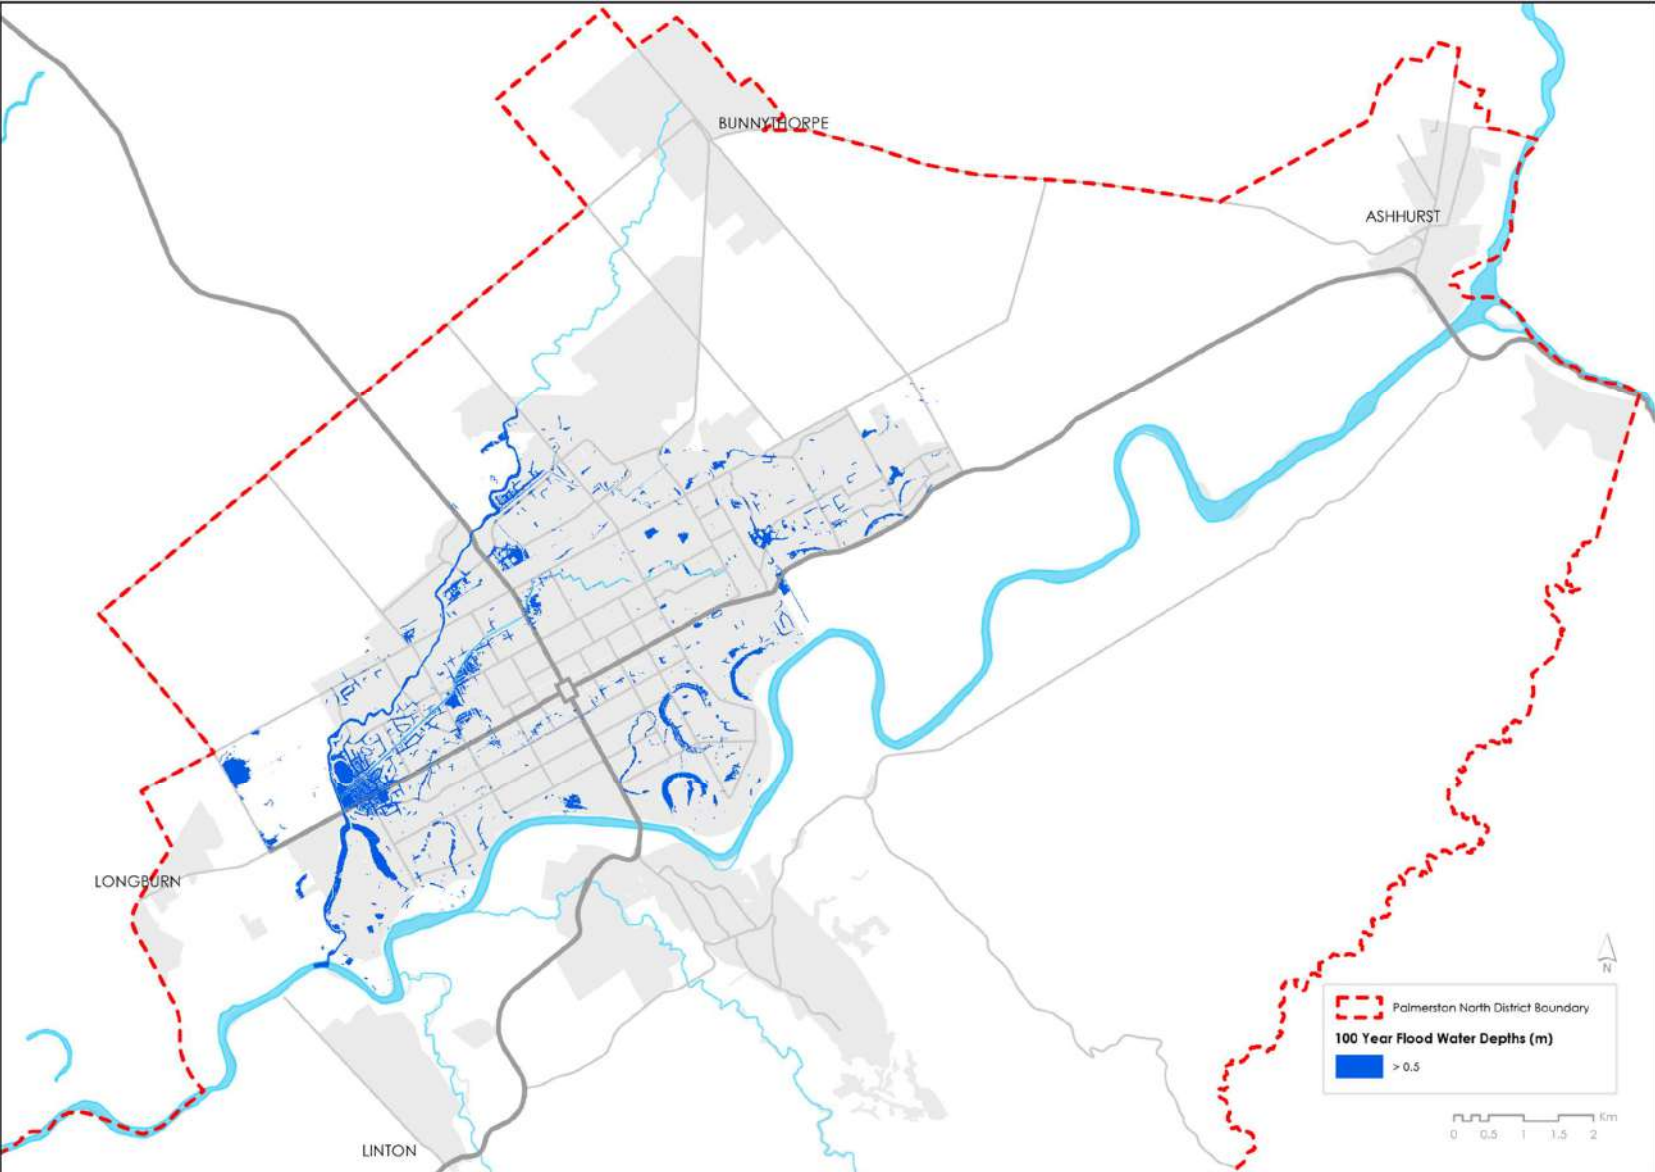 BUNNYTHORPE
ASHHURST
LONGBURN
LINTON
N
Palmerston North District Boundary
100 Year Flood Water Depths (m)
> 0.5
Km
0 0.5 1 1.5 2